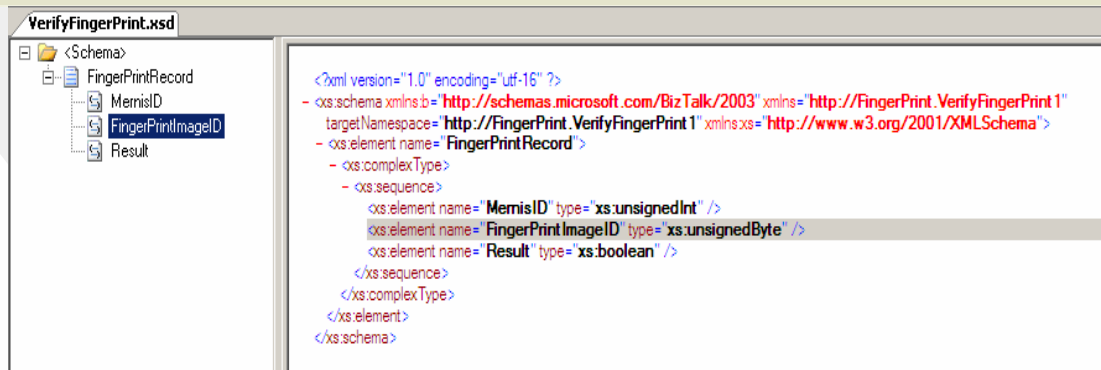 VerifyFingerPrint.xsd
<Schema>
FingerPrintRecord
MernisID
FingerPrintImageID
Result
<?xml version="1.0" encoding="utf-16" ?>
- <xs:schema xmlns:b="http://schemas.microsoft.com/BizTalk/2003" xmlns="http://FingerPrint.VerifyFingerPrint1"
targetNamespace="http://FingerPrint.VerifyFingerPrint1" xmlns:xs="http://www.w3.org/2001/XMLSchema">
- <xs:element name="FingerPrintRecord">
- <xs:complexType>
- <xs:sequence>
<xs:element name="MernisID" type="xs:unsignedInt" />
<xs:element name="FingerPrintImageID" type="xs:unsignedByte" />
<xs:element name="Result" type="xs:boolean" />
</xs:sequence>
</xs:complexType>
</xs:element>
</xs:schema>